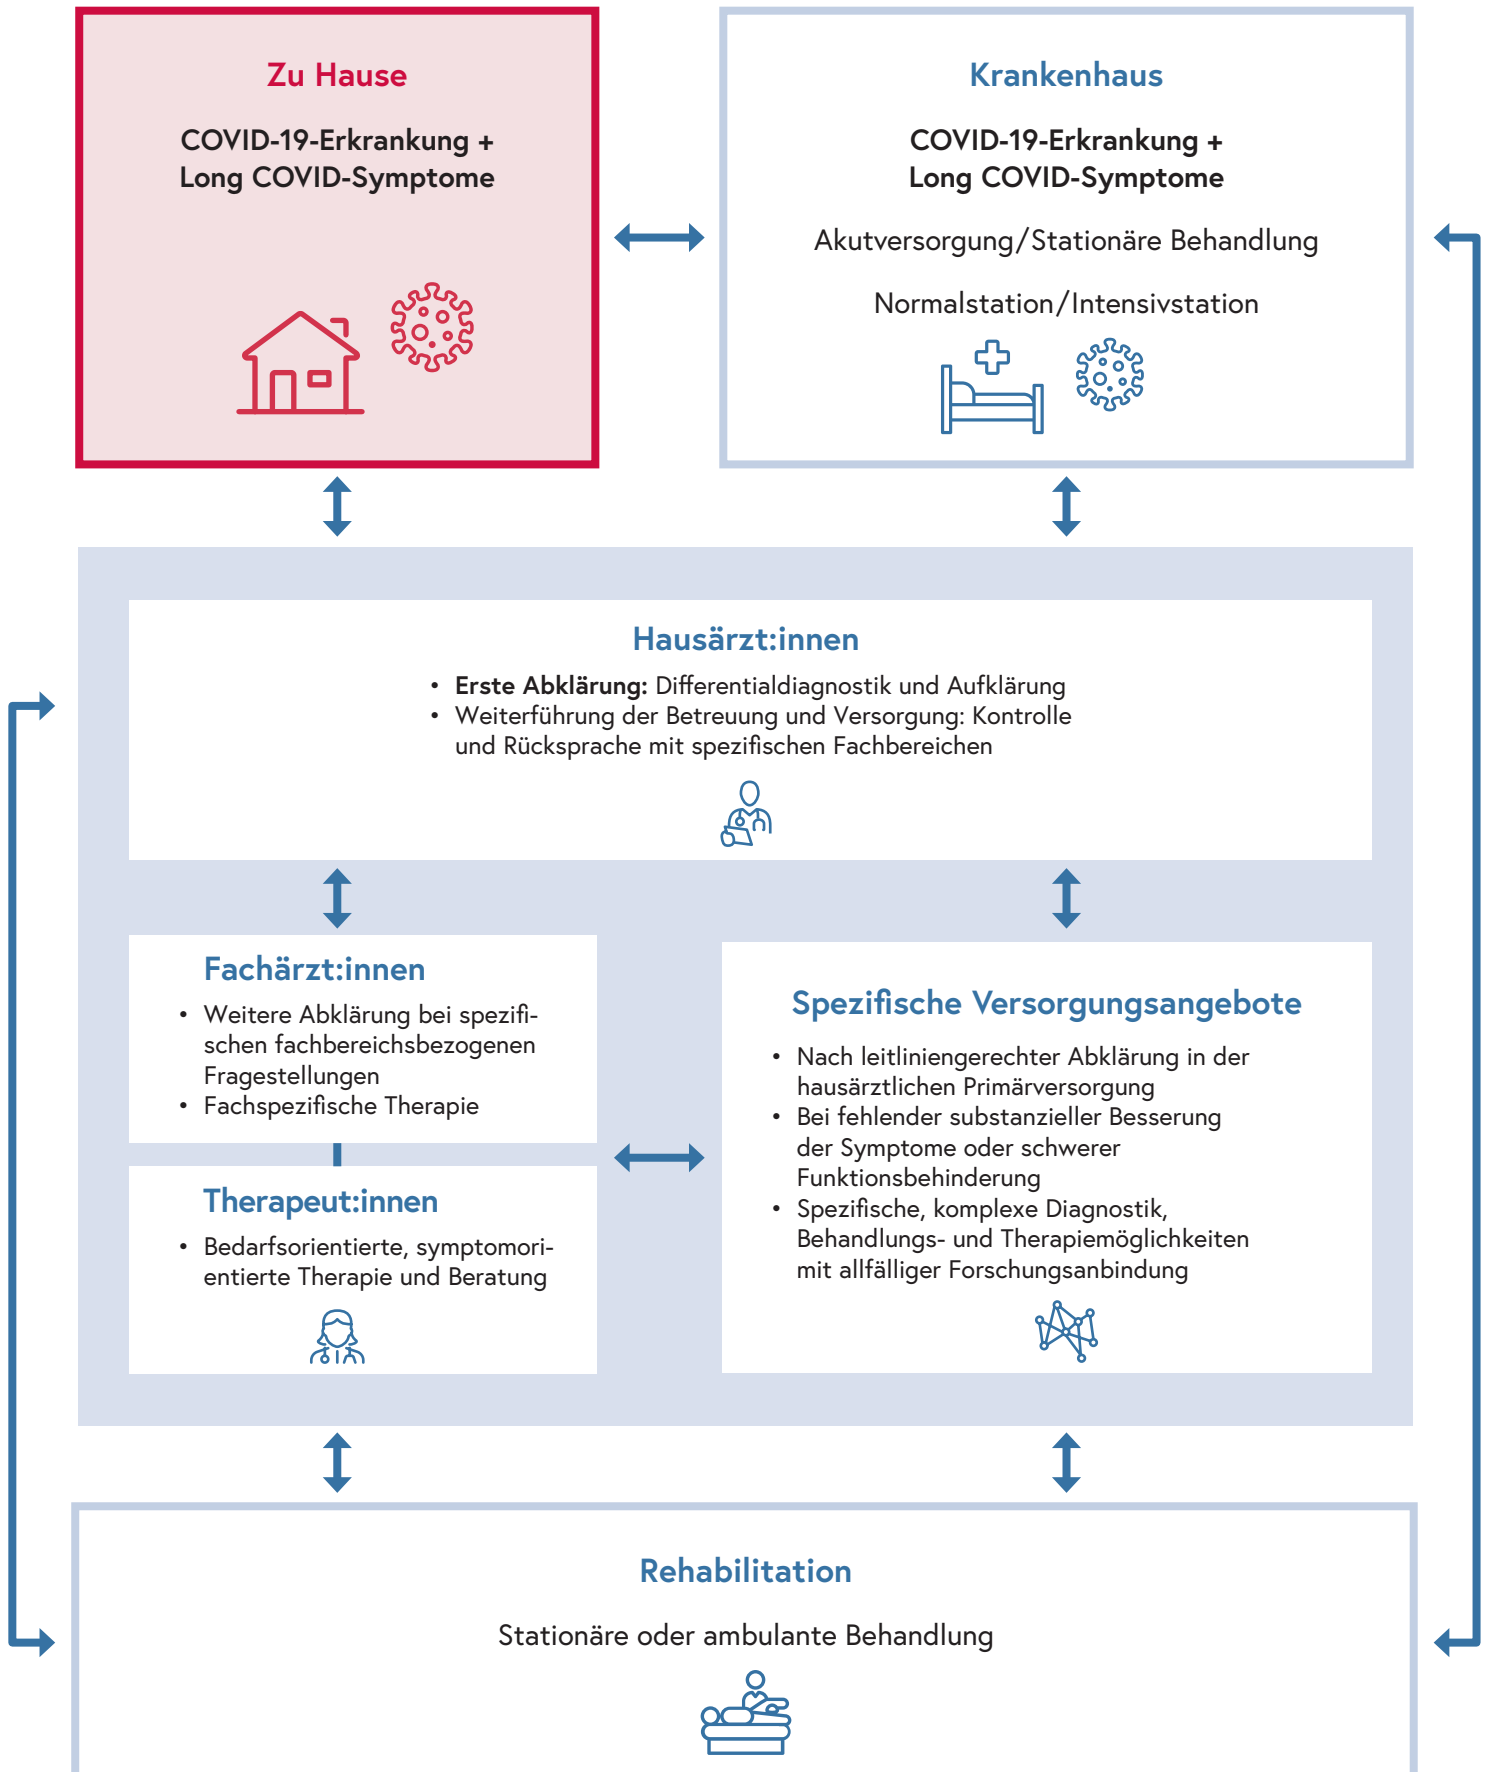 Zu Hause
COVID-19-Erkrankung +
Long COVID-Symptome
Krankenhaus
COVID-19-Erkrankung +
Long COVID-Symptome
Akutversorgung/Stationäre Behandlung
Normalstation/Intensivstation
Hausärzt:innen
• Erste Abklärung: Differentialdiagnostik und Aufklärung
• Weiterführung der Betreuung und Versorgung: Kontrolle
und Rücksprache mit spezifischen Fachbereichen
Fachärzt:innen
• Weitere Abklärung bei spezifi-
schen fachbereichsbezogenen
Fragestellungen
• Fachspezifische Therapie
Therapeut:innen
• Bedarfsorientierte, symptomori-
entierte Therapie und Beratung
Spezifische Versorgungsangebote
• Nach leitliniengerechter Abklärung in der
hausärztlichen Primärversorgung
• Bei fehlender substanzieller Besserung
der Symptome oder schwerer
Funktionsbehinderung
• Spezifische, komplexe Diagnostik,
Behandlungs- und Therapiemöglichkeiten
mit allfälliger Forschungsanbindung
Rehabilitation
Stationäre oder ambulante Behandlung